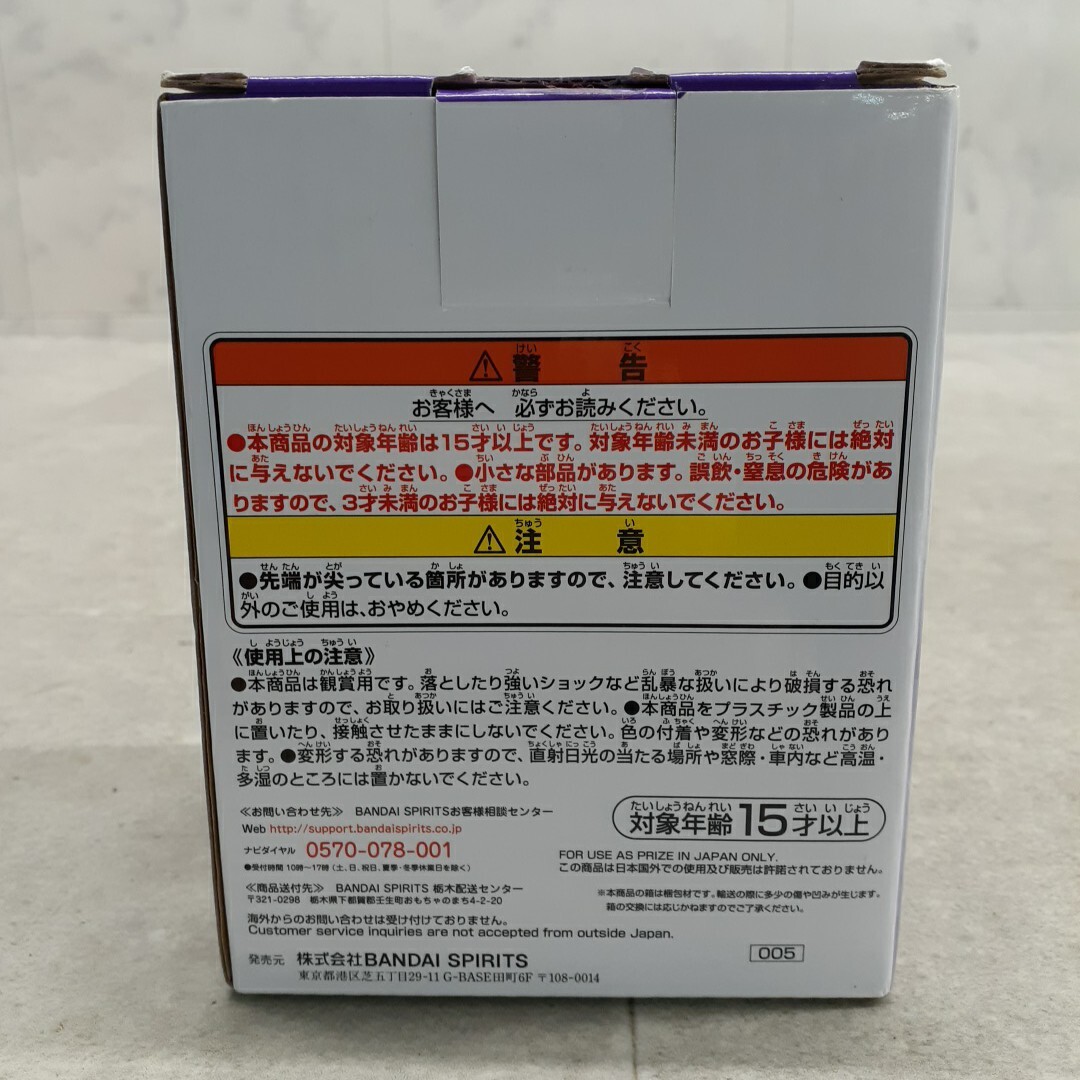 ⚠警告
お客様へ 必ずお読みください。
●本商品の対象年齢は15才以上です。対象年齢未満のお子様には絶対
に与えないでください。●小さな部品があります。誤飲・窒息の危険があ
りますので、3才未満のお子様には絶対に与えないでください。
⚠注意
●先端が尖っている箇所がありますので、注意してください。●目的以
外のご使用は、おやめください。
《使用上の注意》
●本商品は観賞用です。落としたり強いショックなど乱暴な扱いにより破損する恐れ
がありますので、お取り扱いにはご注意ください。●本商品をプラスチック製品の上
に置いたり、接触させたままにしないでください。色の付着や変形などの恐れがあり
ます。●変形する恐れがありますので、直射日光の当たる場所や窓際・車内など高温・
多湿のところには置かないでください。
≪お問い合わせ先≫ BANDAI SPIRITSお客様相談センター
Web http://support.bandaispirits.co.jp
ナビダイヤル 0570-078-001
●受付時間 10時〜17時（土、日、祝日、夏季・冬季休業日を除く）
≪商品送付先≫ BANDAI SPIRITS 栃木配送センター
〒321-0298 栃木県下都賀郡壬生町おもちゃのまち4-2-20
海外からのお問い合わせは受け付けておりません。
Customer service inquiries are not accepted from outside Japan.
発売元 株式会社BANDAI SPIRITS
東京都港区芝五丁目29-11 G-BASE田町6F 〒108-0014
対象年齢15才以上
FOR USE AS PRIZE IN JAPAN ONLY.
この商品は日本国外での使用及び販売は許諾されておりません。
※本商品の箱は梱包材です。輸送の際に多少の傷や凹みが生じます。
箱の交換には応じかねますのでご了承ください。
005